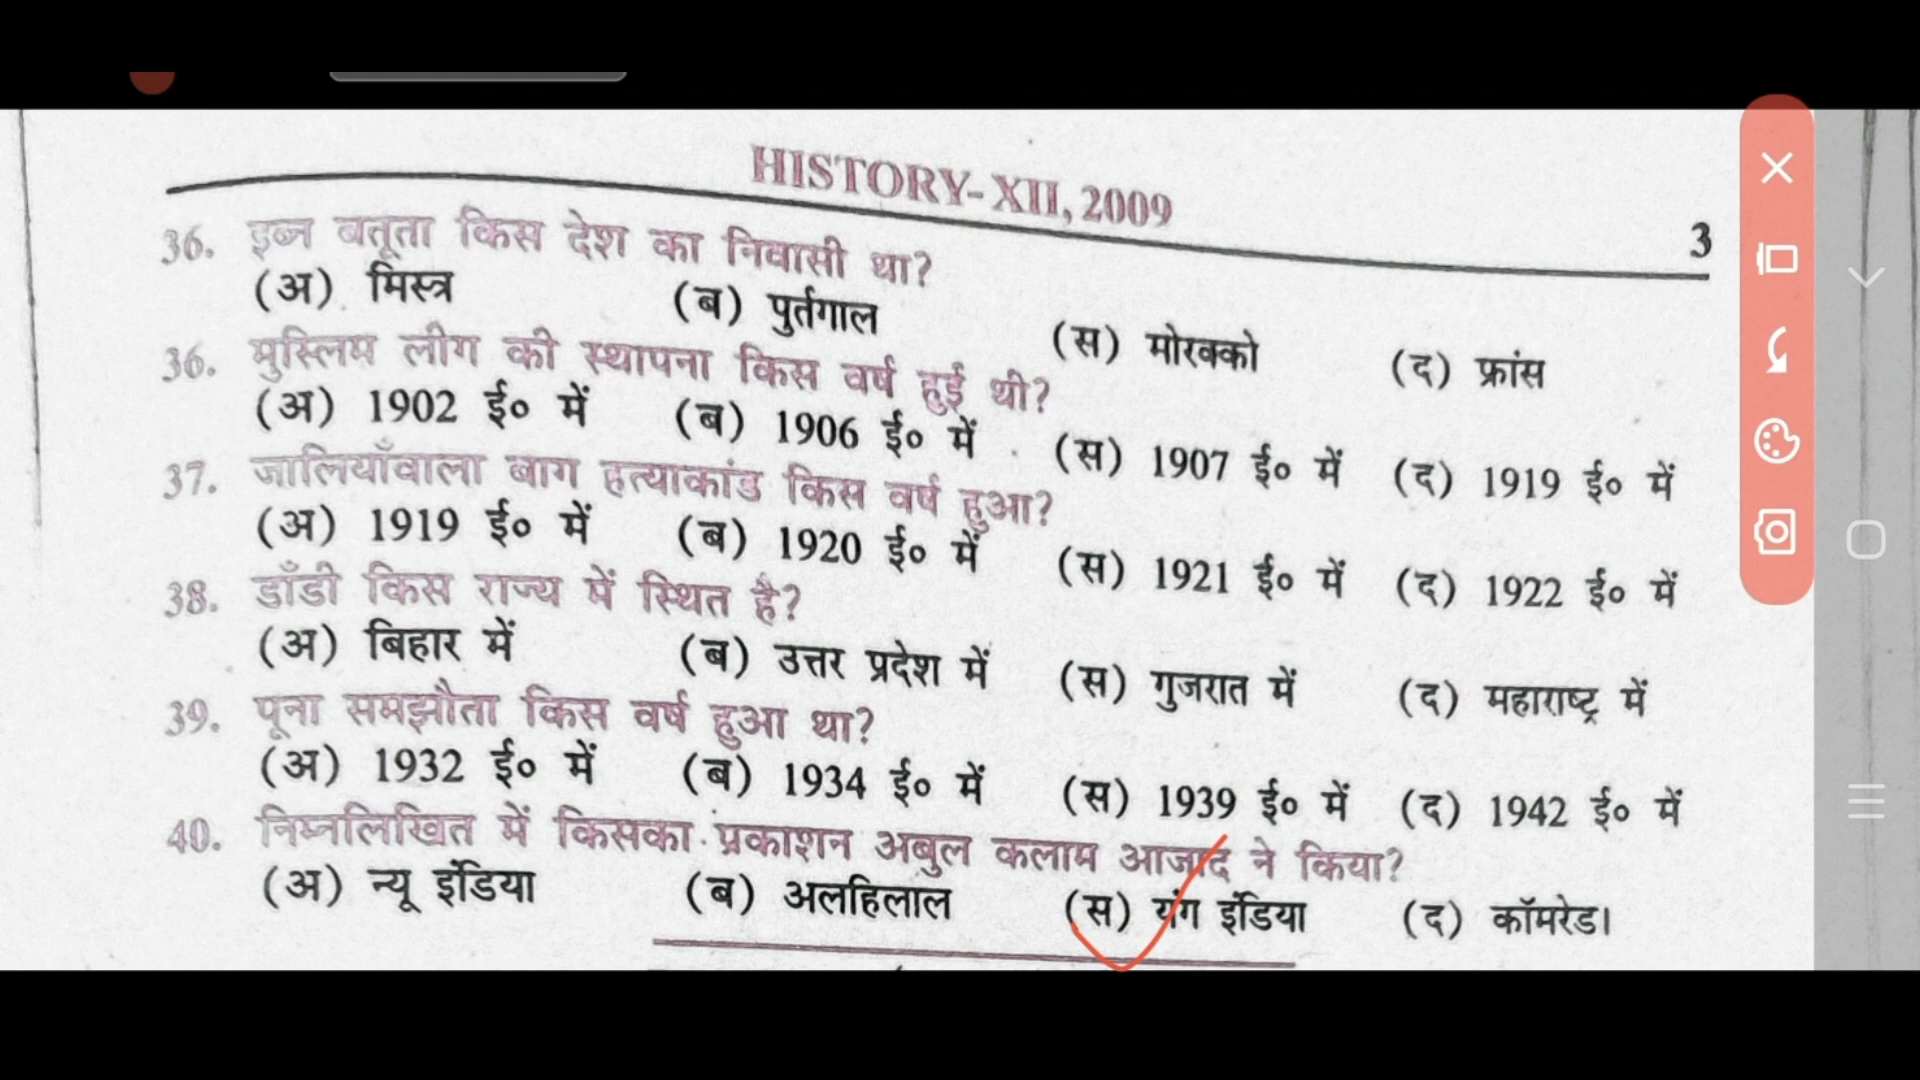 HISTORY-XII, 2009
3
36. इब्न बतूता किस देश का निवासी था?
(अ) मिस्त्र (ब) पुर्तगाल (स) मोरक्को (द) फ्रांस
36. मुस्लिम लीग की स्थापना किस वर्ष हुई थी?
(अ) 1902 ई० में (ब) 1906 ई० में (स) 1907 ई० में (द) 1919 ई० में
37. जालियाँवाला बाग हत्याकांड किस वर्ष हुआ?
(अ) 1919 ई० में (ब) 1920 ई० में (स) 1921 ई० में (द) 1922 ई० में
38. डाँडी किस राज्य में स्थित है?
(अ) बिहार में (ब) उत्तर प्रदेश में (स) गुजरात में (द) महाराष्ट्र में
39. पूना समझौता किस वर्ष हुआ था?
(अ) 1932 ई० में (ब) 1934 ई० में (स) 1939 ई० में (द) 1942 ई० में
40. निम्नलिखित में किसका प्रकाशन अबुल कलाम आजाद ने किया?
(अ) न्यू इंडिया (ब) अलहिलाल (स) यंग इंडिया (द) कॉमरेड।